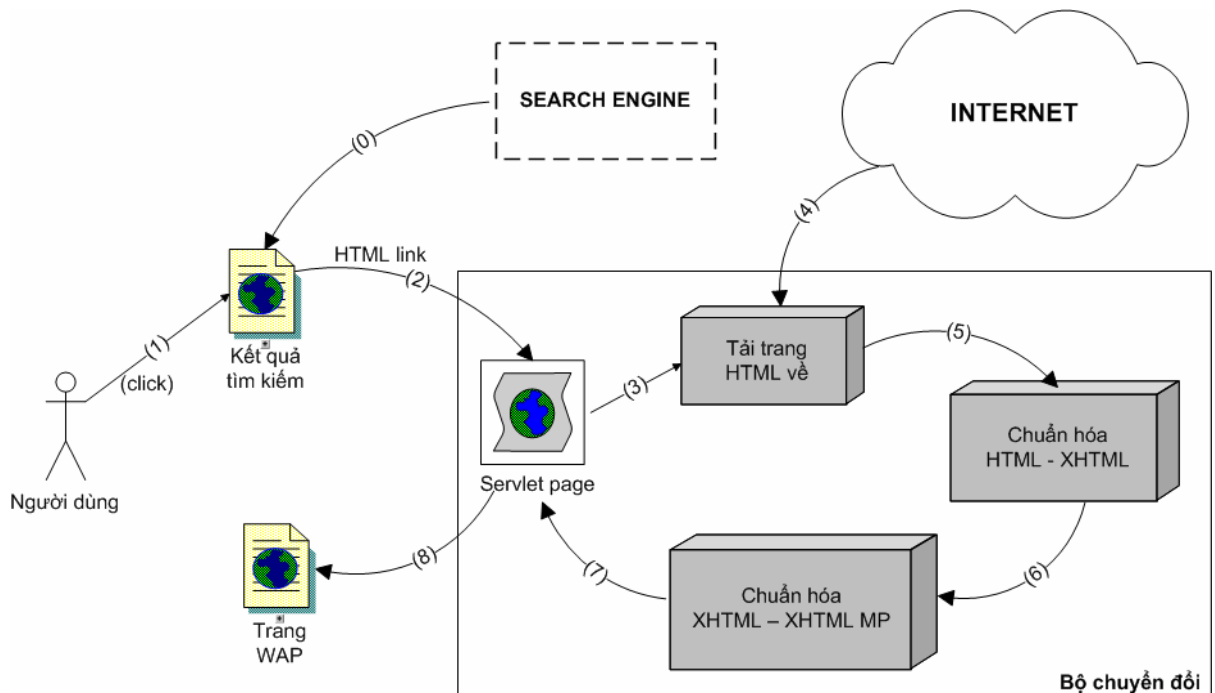 SEARCH ENGINE
INTERNET
(0)
(4)
HTML link
(2)
(1)
(click)
Kết quả
tìm kiếm
Người dùng
(3)
Tải trang
HTML về
(5)
Chuẩn hóa
HTML - XHTML
Servlet page
(6)
(7)
Chuẩn hóa
XHTML – XHTML MP
(8)
Trang
WAP
Bộ chuyển đổi